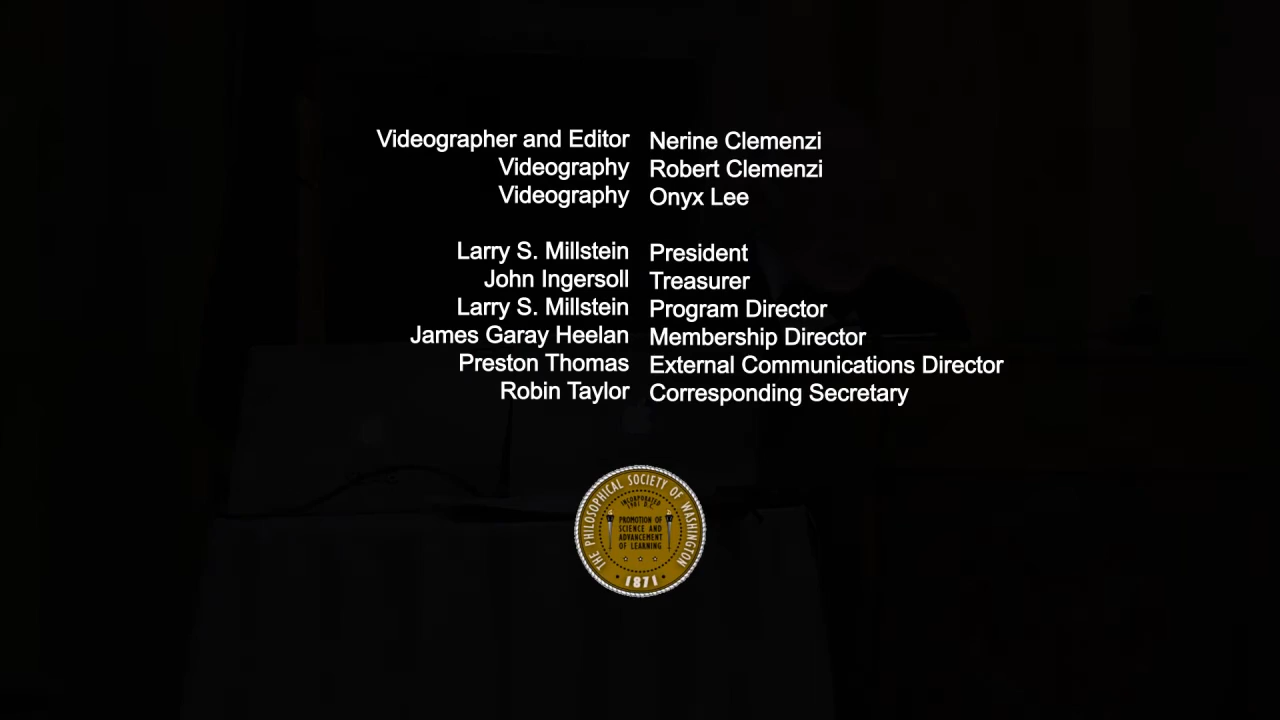 Videographer and Editor Nerine Clemenzi
Videography Robert Clemenzi
Videography Onyx Lee
Larry S. Millstein President
John Ingersoll Treasurer
Larry S. Millstein Program Director
James Garay Heelan Membership Director
Preston Thomas External Communications Director
Robin Taylor Corresponding Secretary
THE PHILOSOPHICAL SOCIETY OF WASHINGTON
INCORPORATED
1901 D.C.
PROMOTION OF
SCIENCE AND
ADVANCEMENT
OF LEARNING
1871